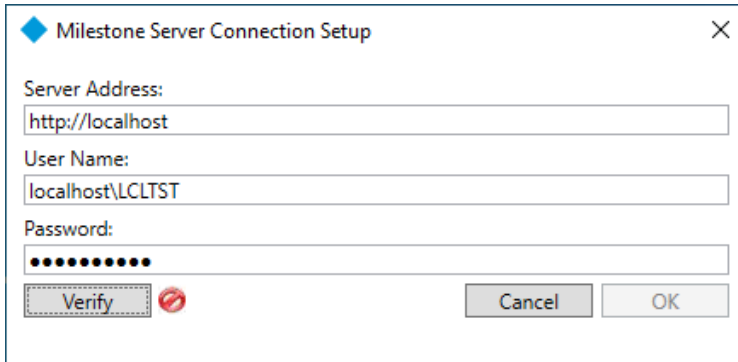 Milestone Server Connection Setup
Server Address:
http://localhost
User Name:
localhost\LCLTST
Password:
●●●●●●●●●●
Verify Cancel OK